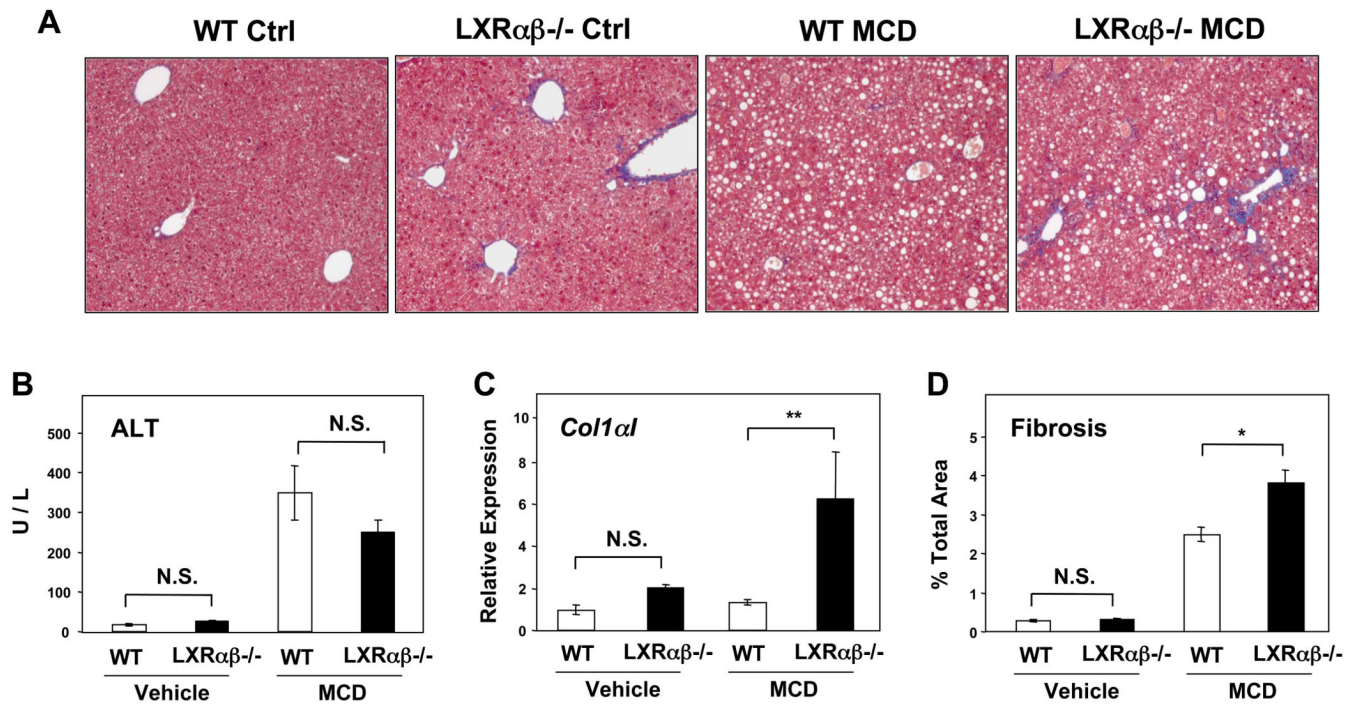 A
WT Ctrl
LXRαβ-/- Ctrl
WT MCD
LXRαβ-/- MCD
B
ALT
U / L
500
400
300
200
100
0
N.S.
N.S.
WT
LXRαβ-/-
WT
LXRαβ-/-
Vehicle
MCD
C
Col1αI
Relative Expression
10
8
6
4
2
0
N.S.
**
WT
LXRαβ-/-
WT
LXRαβ-/-
Vehicle
MCD
D
Fibrosis
% Total Area
5
4
3
2
1
0
N.S.
*
WT
LXRαβ-/-
WT
LXRαβ-/-
Vehicle
MCD